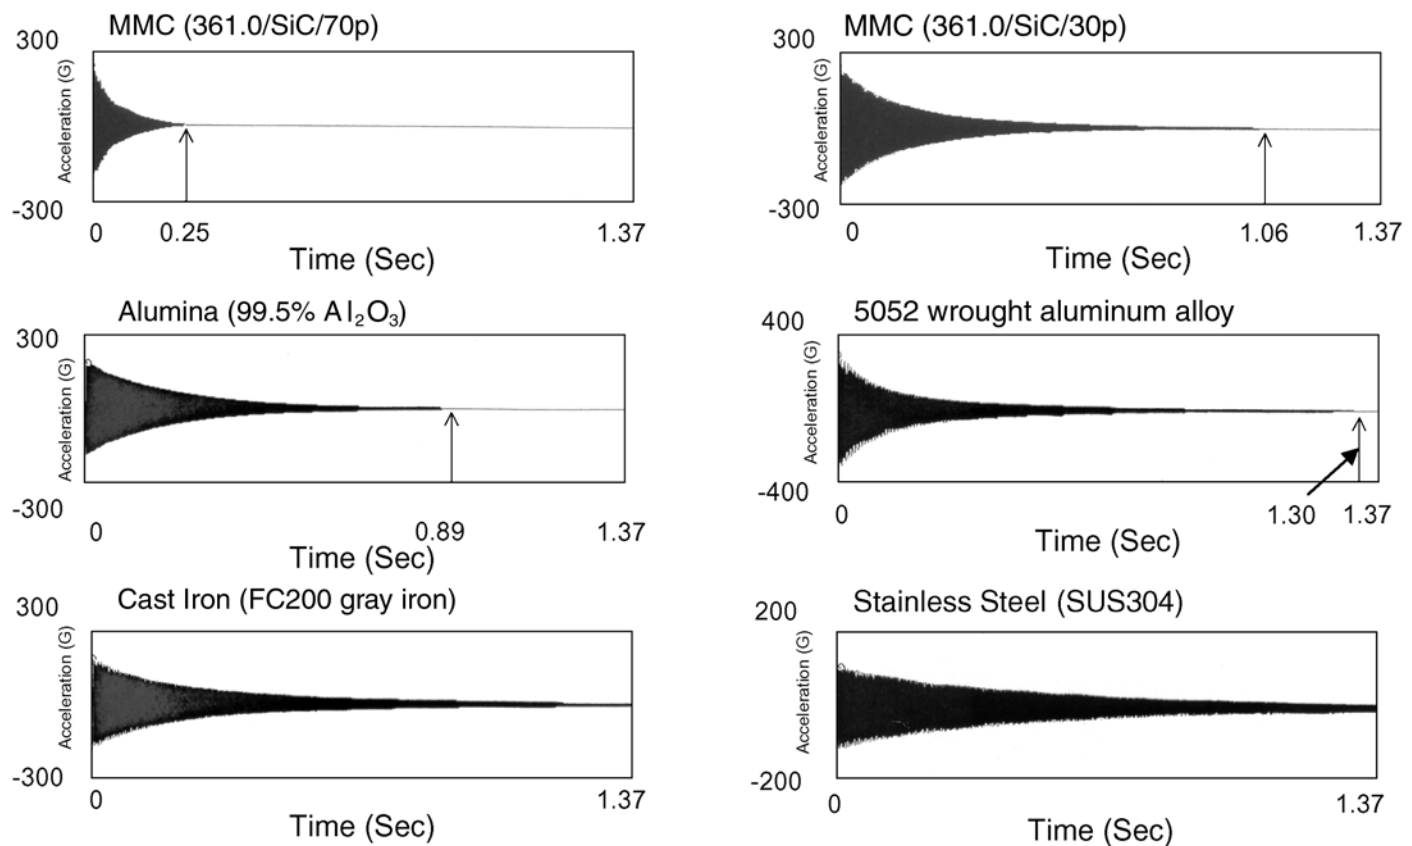 MMC (361.0/SiC/70p)
300
Acceleration (G)
-300
0 0.25 1.37
Time (Sec)
MMC (361.0/SiC/30p)
300
Acceleration (G)
-300
0 1.06 1.37
Time (Sec)
Alumina (99.5% Al₂O₃)
300
Acceleration (G)
-300
0 0.89 1.37
Time (Sec)
5052 wrought aluminum alloy
400
Acceleration (G)
-400
0 1.30 1.37
Time (Sec)
Cast Iron (FC200 gray iron)
300
Acceleration (G)
-300
0 1.37
Time (Sec)
Stainless Steel (SUS304)
200
Acceleration (G)
-200
0 1.37
Time (Sec)